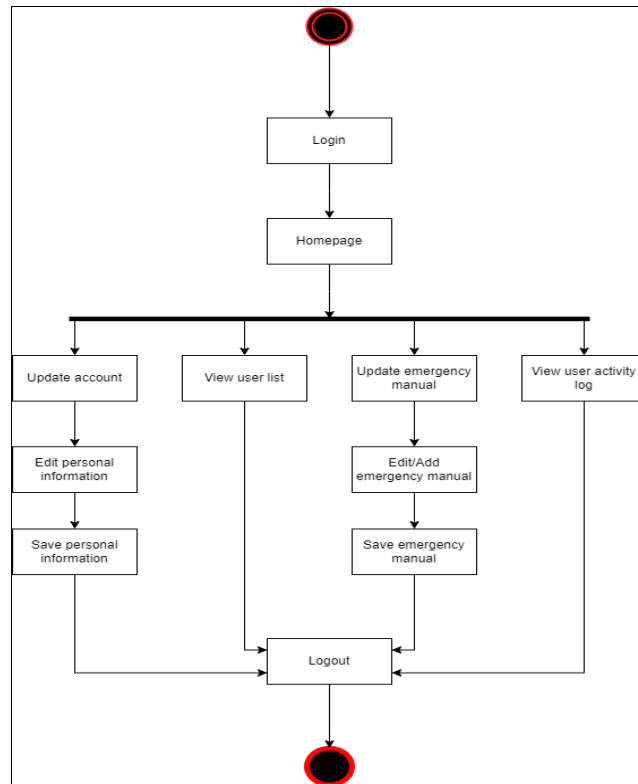 Login
Homepage
Update account
View user list
Update emergency
manual
View user activity
log
Edit personal
information
Edit/Add
emergency manual
Save personal
information
Save emergency
manual
Logout